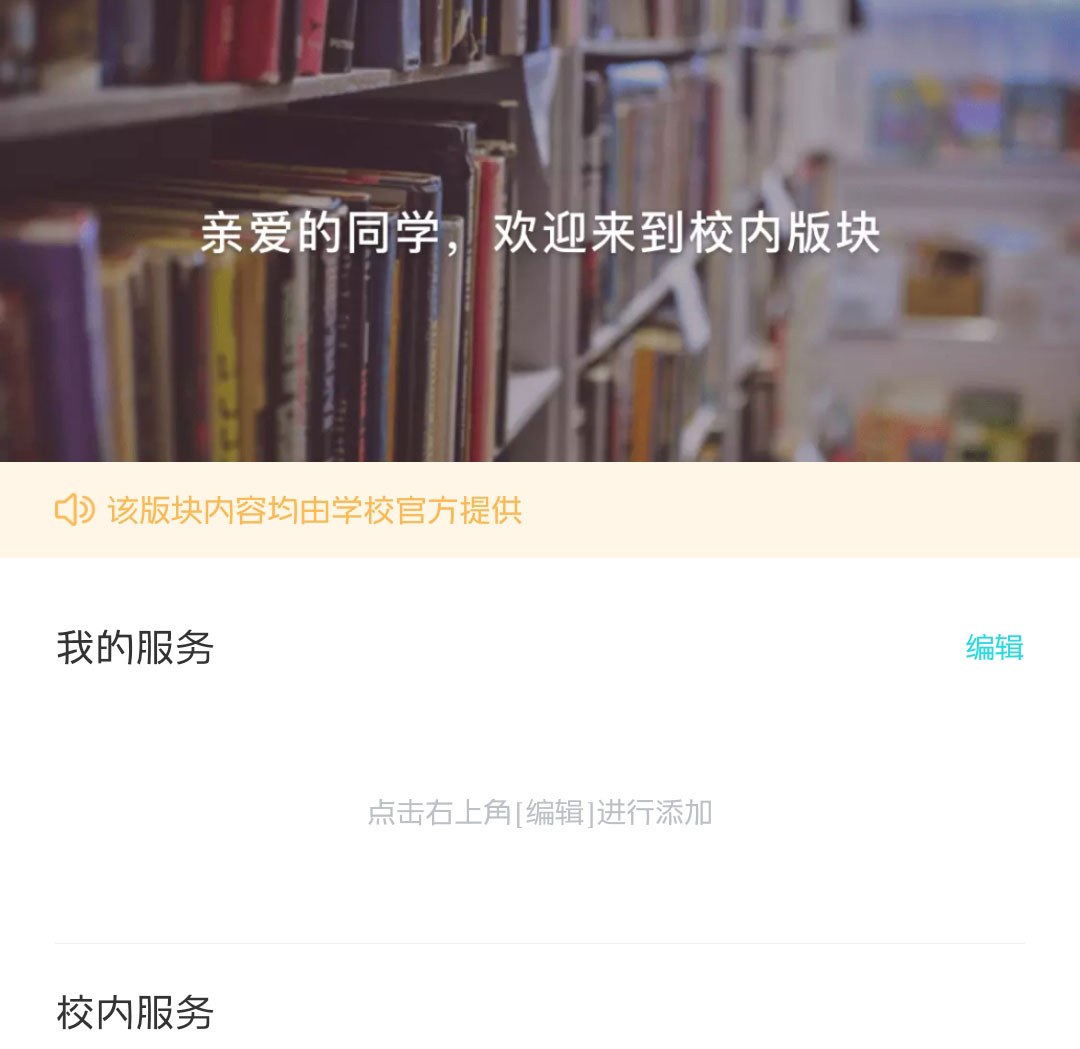 亲爱的同学，欢迎来到校内版块
该版块内容均由学校官方提供
我的服务
编辑
点击右上角[编辑]进行添加
校内服务